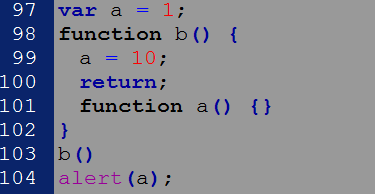 97 var a = 1;
98 function b() {
99   a = 10;
100   return;
101   function a() {}
102 }
103 b()
104 alert(a);